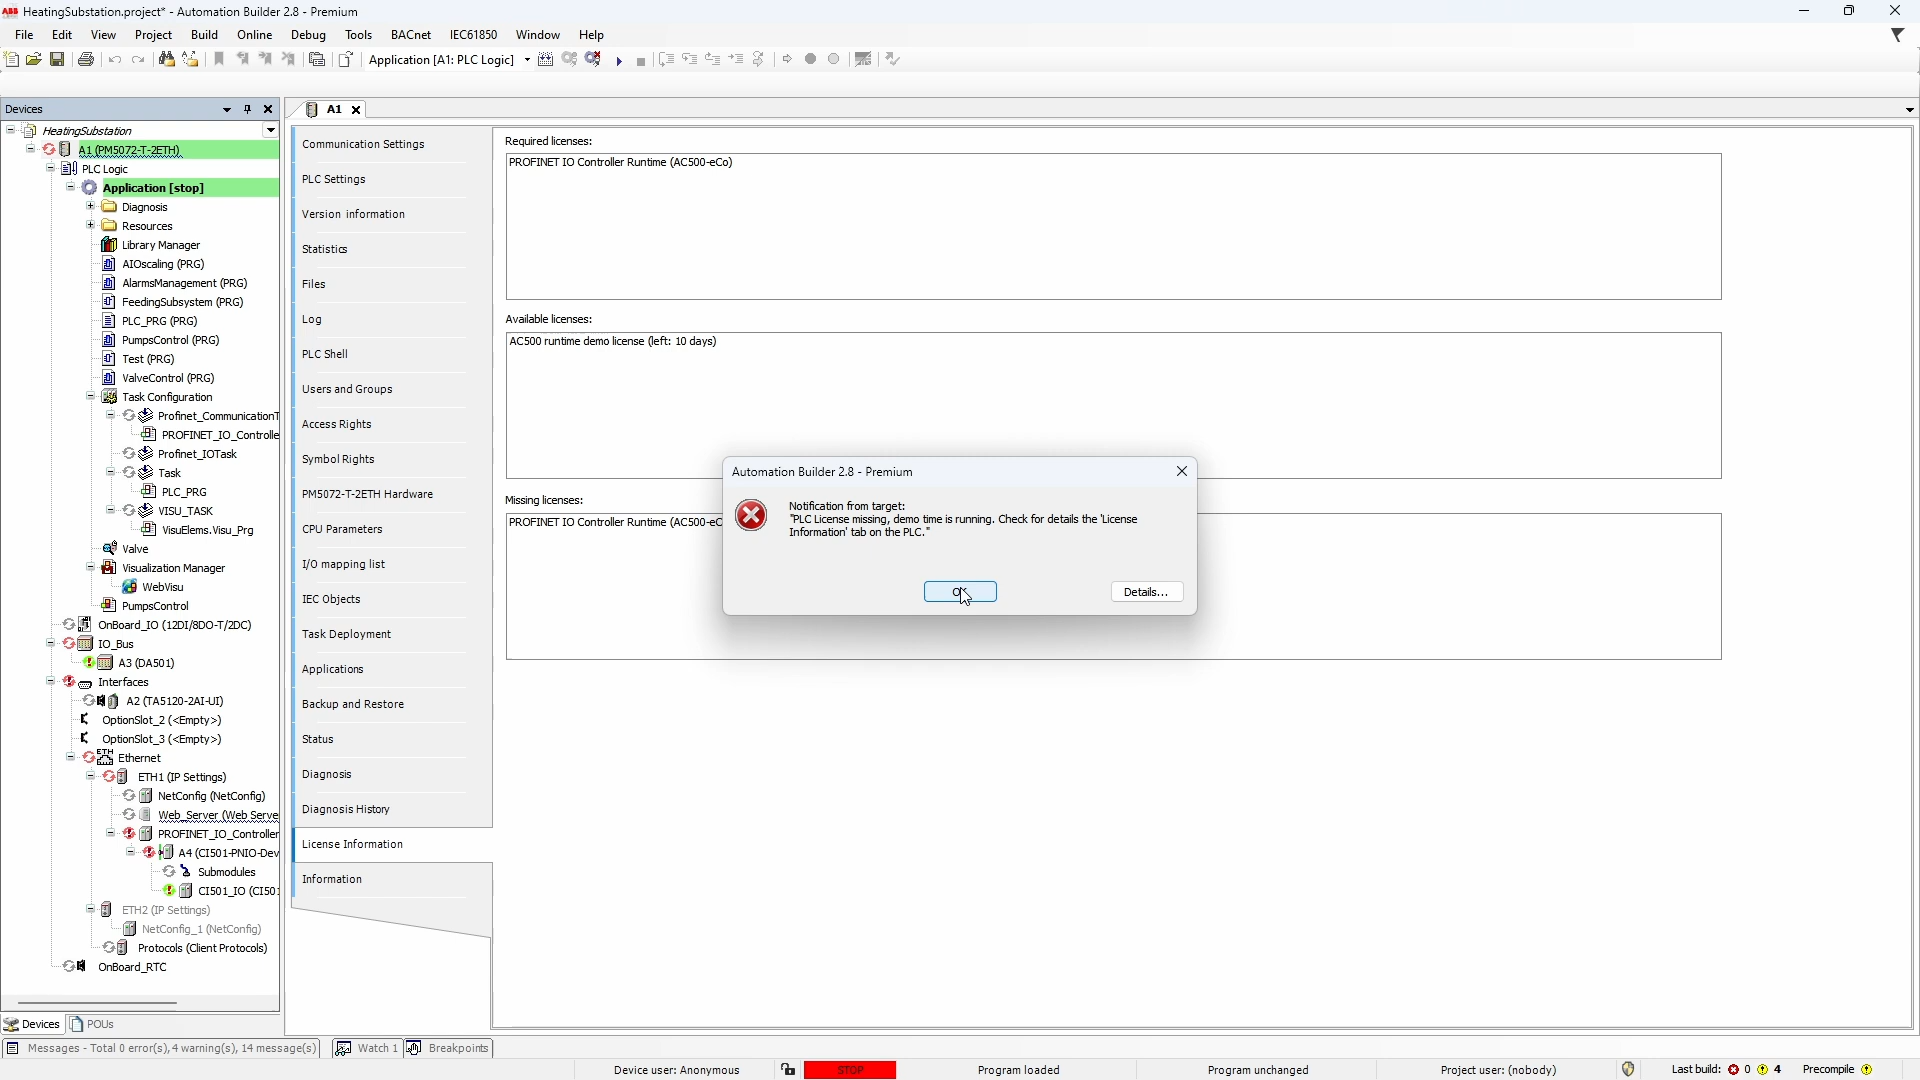 ABB HeatingSubstation.project* - Automation Builder 2.8 - Premium
File Edit View Project Build Online Debug Tools BACnet IEC61850 Window Help
Application [A1: PLC Logic]
Devices
HeatingSubstation
A1 (PM5072-T-2ETH)
PLC Logic
Application [stop]
Diagnosis
Resources
Library Manager
AIOscaling (PRG)
AlarmsManagement (PRG)
FeedingSubsystem (PRG)
PLC_PRG (PRG)
PumpsControl (PRG)
Test (PRG)
ValveControl (PRG)
Task Configuration
Profinet_CommunicationT
PROFINET_IO_Controlle
Profinet_IOTask
Task
PLC_PRG
VISU_TASK
VisuElems.Visu_Prg
Valve
Visualization Manager
WebVisu
PumpsControl
OnBoard_IO (12DI/8DO-T/2DC)
IO_Bus
A3 (DA501)
Interfaces
A2 (TA5120-2AI-UI)
OptionSlot_2 (<Empty>)
OptionSlot_3 (<Empty>)
ETH
Ethernet
ETH1 (IP Settings)
NetConfig (NetConfig)
Web_Server (Web Serve
PROFINET_IO_Controller
A4 (CI501-PNIO-Dev
Submodules
CI501_IO (CI501
ETH2 (IP Settings)
NetConfig_1 (NetConfig)
Protocols (Client Protocols)
OnBoard_RTC
Devices POUs
A1
Communication Settings
PLC Settings
Version information
Statistics
Files
Log
PLC Shell
Users and Groups
Access Rights
Symbol Rights
PM5072-T-2ETH Hardware
CPU Parameters
I/O mapping list
IEC Objects
Task Deployment
Applications
Backup and Restore
Status
Diagnosis
Diagnosis History
License Information
Information
Required licenses:
PROFINET IO Controller Runtime (AC500-eCo)
Available licenses:
AC500 runtime demo license (left: 10 days)
Missing licenses:
PROFINET IO Controller Runtime (AC500-eC
Automation Builder 2.8 - Premium
Notification from target:
"PLC License missing, demo time is running. Check for details the 'License
Information' tab on the PLC."
Details...
Messages - Total 0 error(s), 4 warning(s), 14 message(s) Watch 1 Breakpoints
Device user: Anonymous STOP Program loaded Program unchanged Project user: (nobody) Last build: 0 4 Precompile